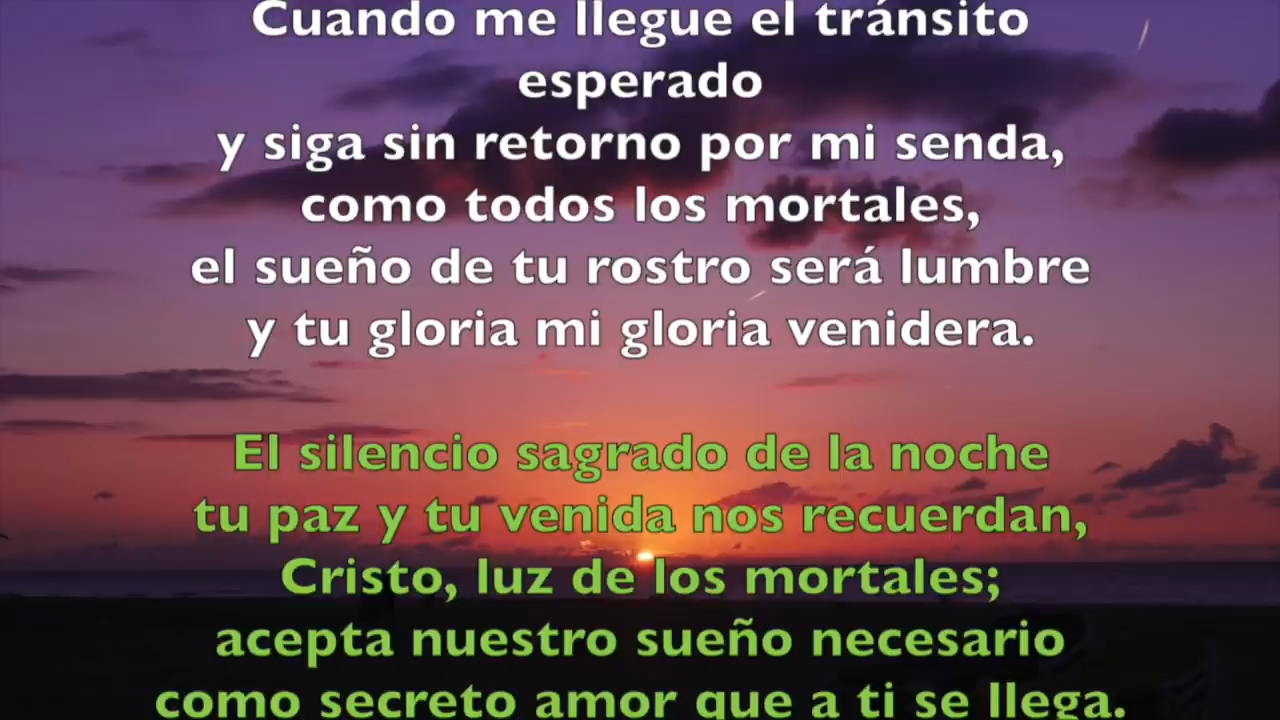 Cuando me llegue el tránsito
esperado
y siga sin retorno por mi senda,
como todos los mortales,
el sueño de tu rostro será lumbre
y tu gloria mi gloria venidera.
El silencio sagrado de la noche
tu paz y tu venida nos recuerdan,
Cristo, luz de los mortales;
acepta nuestro sueño necesario
como secreto amor que a ti se llega.